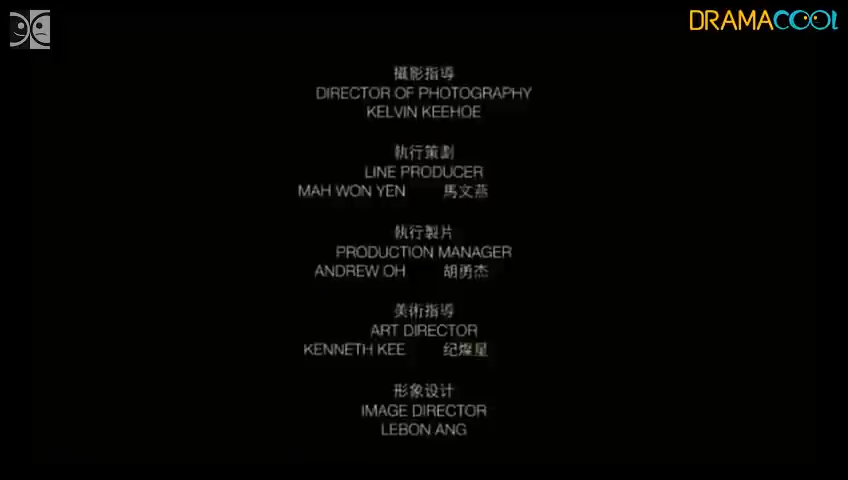 DRAMACOOL
攝影指導
DIRECTOR OF PHOTOGRAPHY
KELVIN KEEHOE
執行策劃
LINE PRODUCER
MAH WON YEN 馬文燕
執行製片
PRODUCTION MANAGER
ANDREW OH 胡勇杰
美術指導
ART DIRECTOR
KENNETH KEE 纪燦星
形象设计
IMAGE DIRECTOR
LEBON ANG